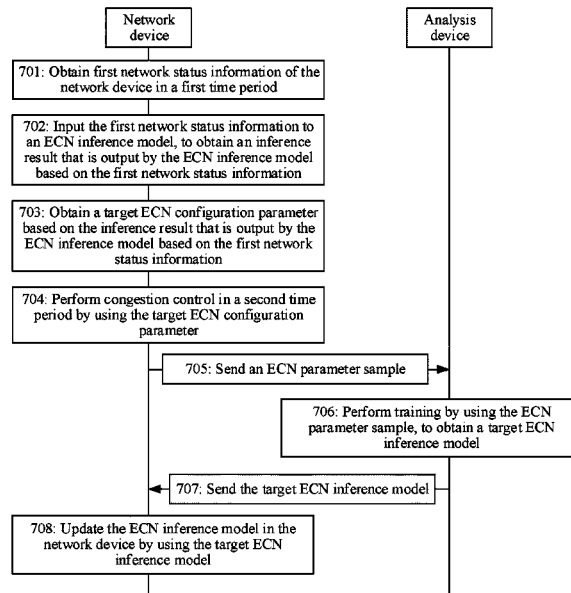 Network
device
Analysis
device
701: Obtain first network status information of the
network device in a first time period
702: Input the first network status information to
an ECN inference model, to obtain an inference
result that is output by the ECN inference model
based on the first network status information
703: Obtain a target ECN configuration parameter
based on the inference result that is output by the
ECN inference model based on the first network
status information
704: Perform congestion control in a second time
period by using the target ECN configuration
parameter
705: Send an ECN parameter sample
706: Perform training by using the ECN
parameter sample, to obtain a target ECN
inference model
707: Send the target ECN inference model
708: Update the ECN inference model in the
network device by using the target ECN
inference model